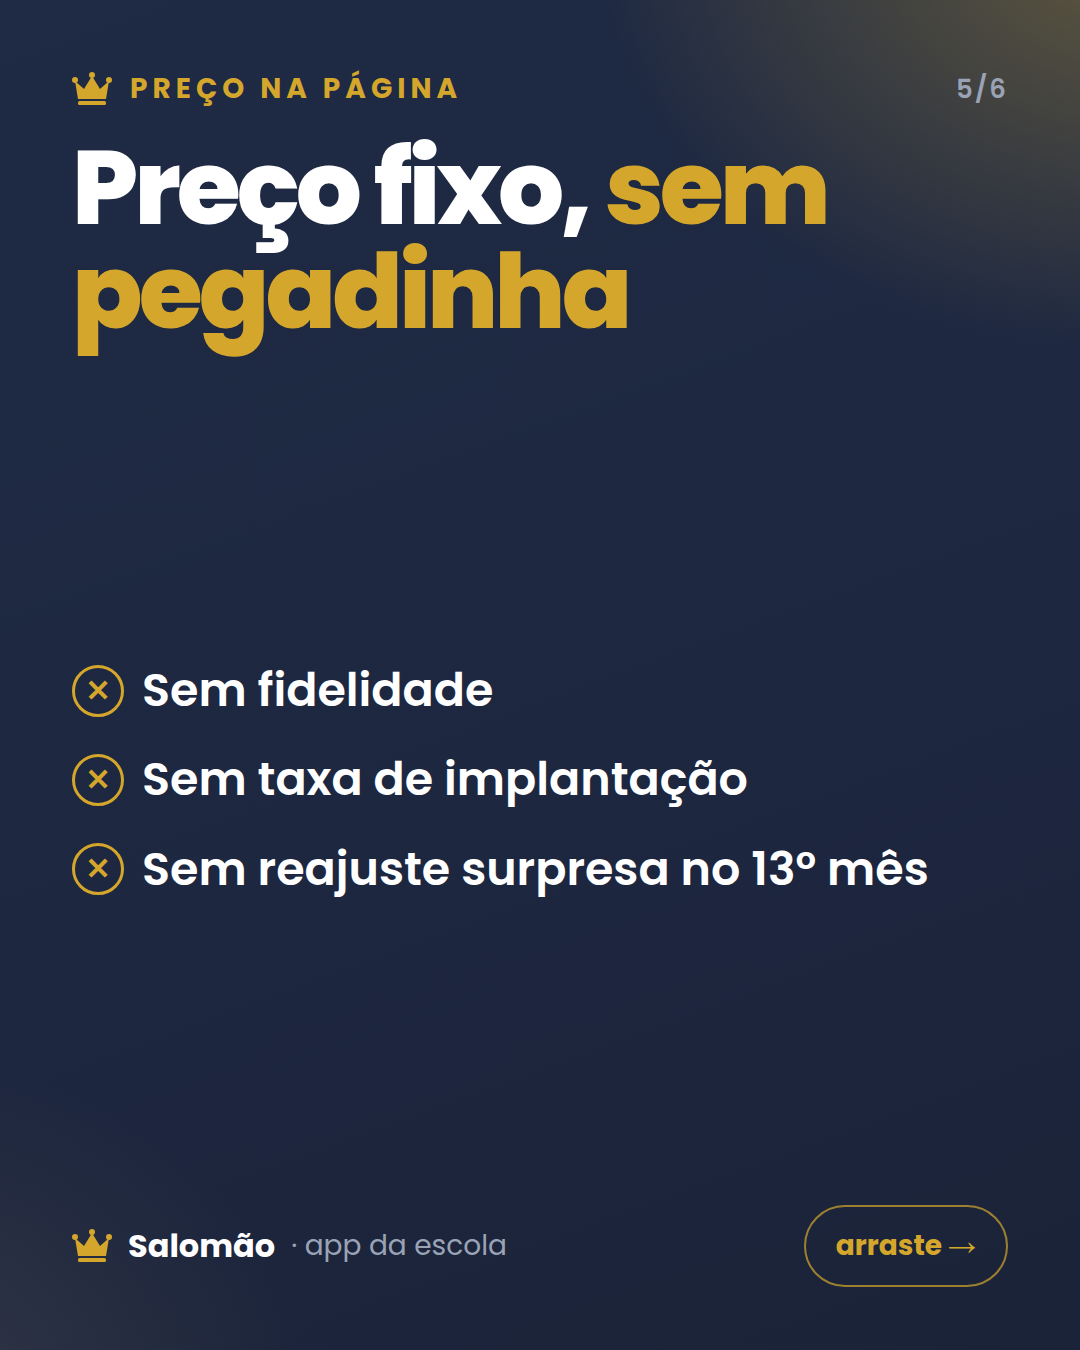 PREÇO NA PÁGINA
5/6
Preço fixo, sem
pegadinha
Sem fidelidade
Sem taxa de implantação
Sem reajuste surpresa no 13º mês
Salomão · app da escola
arraste →